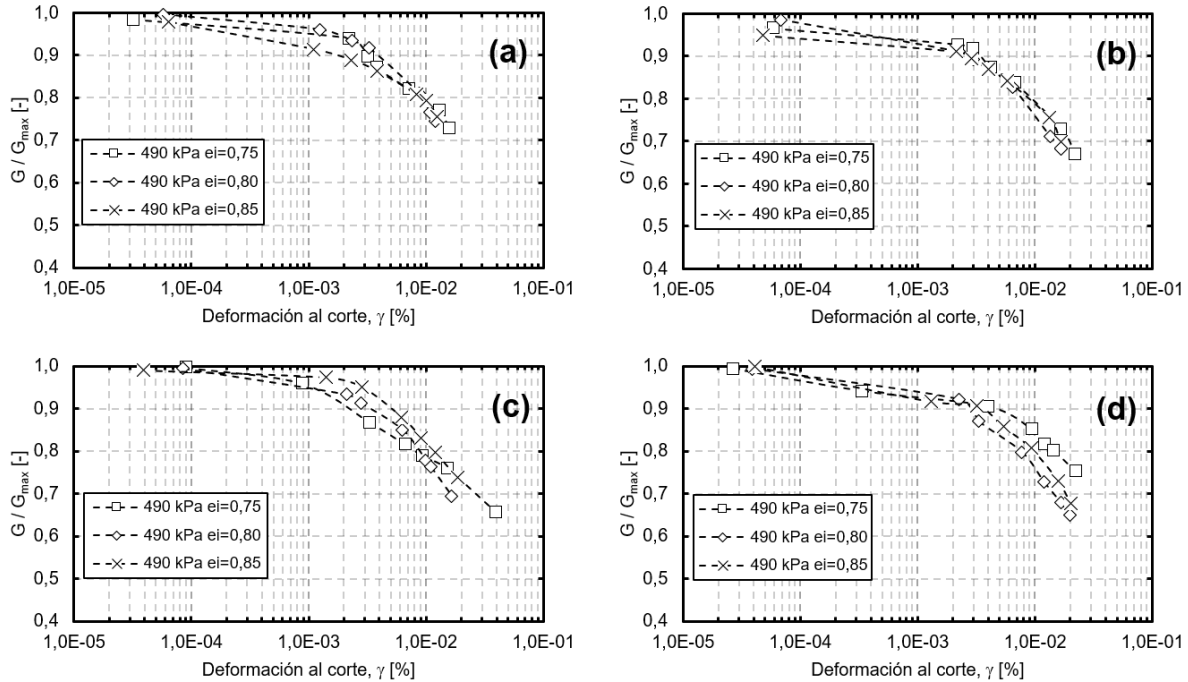 1,0
0,9
0,8
0,7
0,6
0,5
0,4
G / Gmax [-]
(a)
490 kPa ei=0,75
490 kPa ei=0,80
490 kPa ei=0,85
1,0E-05 1,0E-04 1,0E-03 1,0E-02 1,0E-01
Deformación al corte, γ [%]
1,0
0,9
0,8
0,7
0,6
0,5
0,4
G / Gmax [-]
(b)
490 kPa ei=0,75
490 kPa ei=0,80
490 kPa ei=0,85
1,0E-05 1,0E-04 1,0E-03 1,0E-02 1,0E-01
Deformación al corte, γ [%]
1,0
0,9
0,8
0,7
0,6
0,5
0,4
G / Gmax [-]
(c)
490 kPa ei=0,75
490 kPa ei=0,80
490 kPa ei=0,85
1,0E-05 1,0E-04 1,0E-03 1,0E-02 1,0E-01
Deformación al corte, γ [%]
1,0
0,9
0,8
0,7
0,6
0,5
0,4
G / Gmax [-]
(d)
490 kPa ei=0,75
490 kPa ei=0,80
490 kPa ei=0,85
1,0E-05 1,0E-04 1,0E-03 1,0E-02 1,0E-01
Deformación al corte, γ [%]